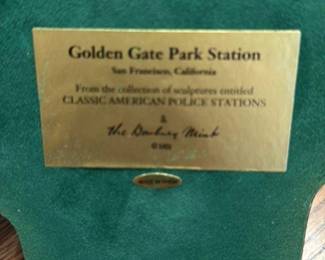 Golden Gate Park Station
San Francisco, California
From the collection of sculptures entitled
CLASSIC AMERICAN POLICE STATIONS
&
The Danbury Mint